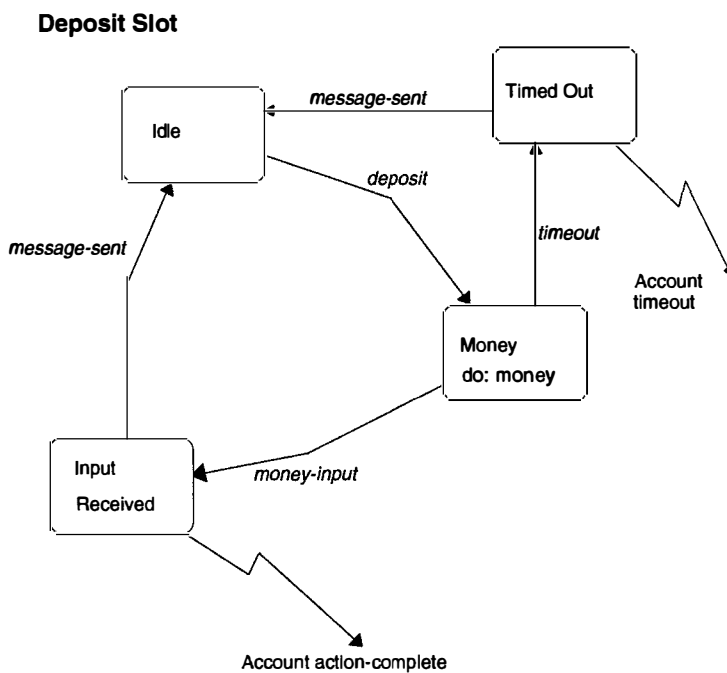 Deposit Slot
message-sent
Timed Out
Idle
deposit
message-sent
timeout
Account
timeout
Money
do: money
Input
Received
money-input
Account action-complete